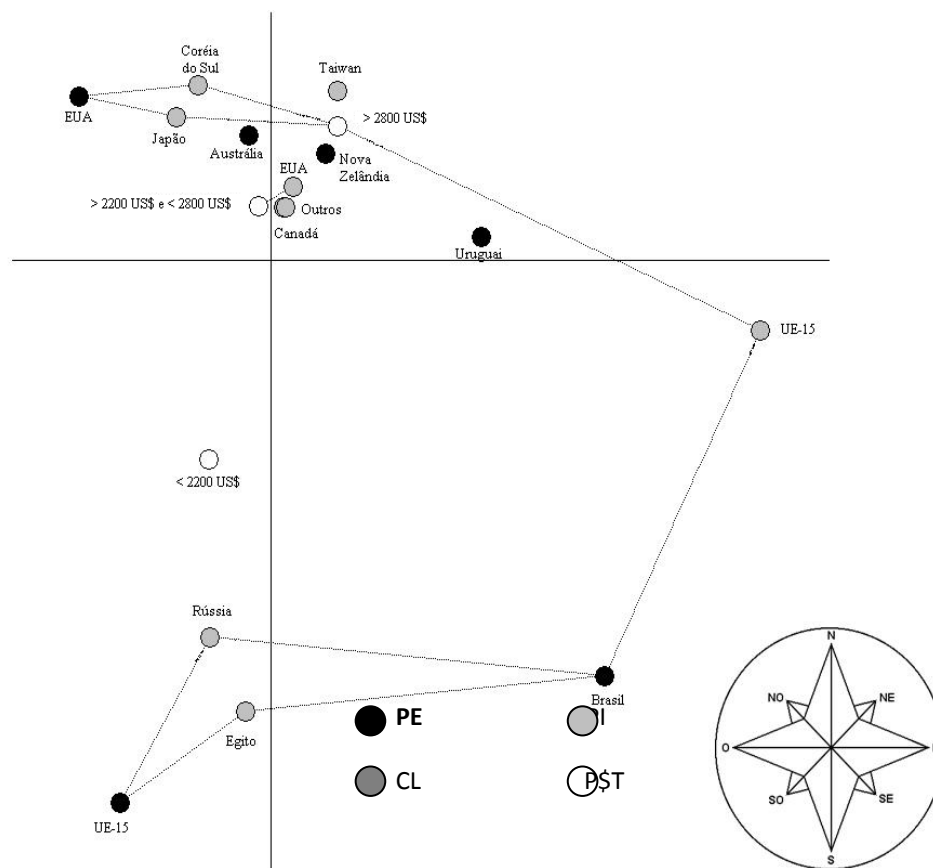 Coréia
do Sul
Taiwan
EUA
> 2800 US$
Japão
Austrália
Nova
Zelândia
EUA
> 2200 US$ e < 2800 US$
Outros
Canadá
Uruguai
UE-15
< 2200 US$
Rússia
Brasil
Egito
PE
CL
P$T
UE-15
N
NO
NE
O
SO
SE
S